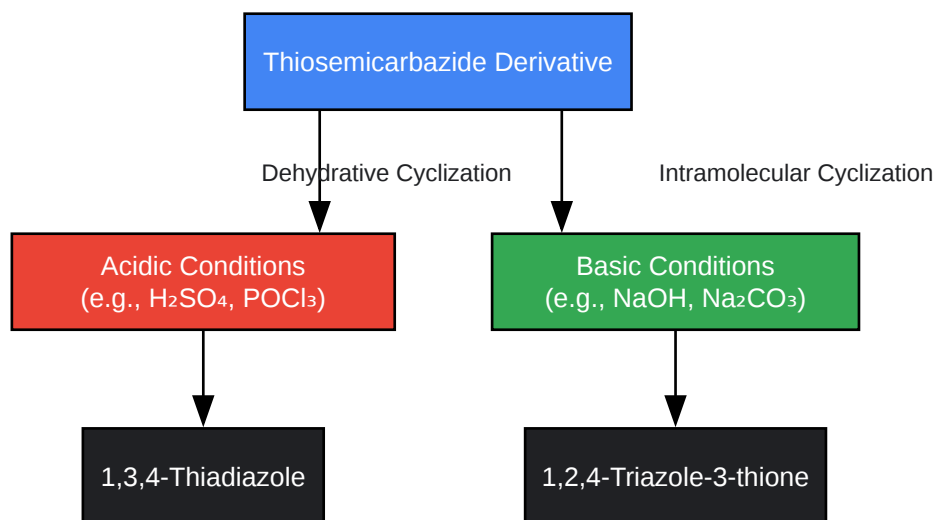 Thiosemicarbazide Derivative
Dehydrative Cyclization
Intramolecular Cyclization
Acidic Conditions
(e.g., H₂SO₄, POCl₃)
Basic Conditions
(e.g., NaOH, Na₂CO₃)
1,3,4-Thiadiazole
1,2,4-Triazole-3-thione